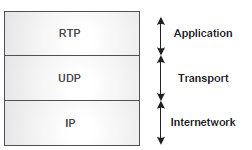 RTP Application
UDP Transport
IP Internetwork